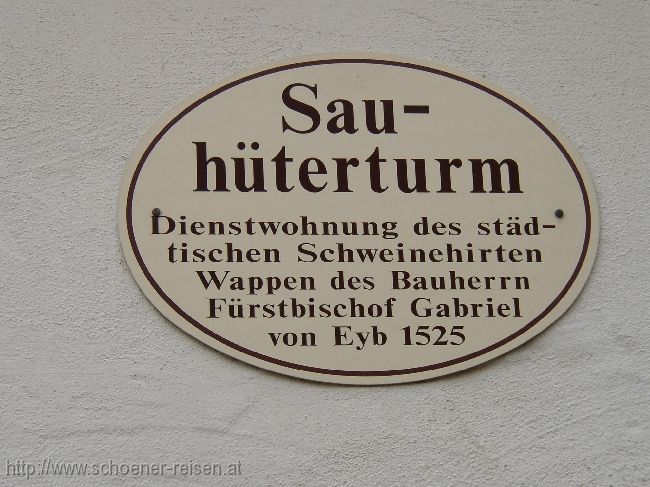 Sau-
hüterturm
Dienstwohnung des städ-
tischen Schweinehirten
Wappen des Bauherrn
Fürstbischof Gabriel
von Eyb 1525
http://www.schoener-reisen.at